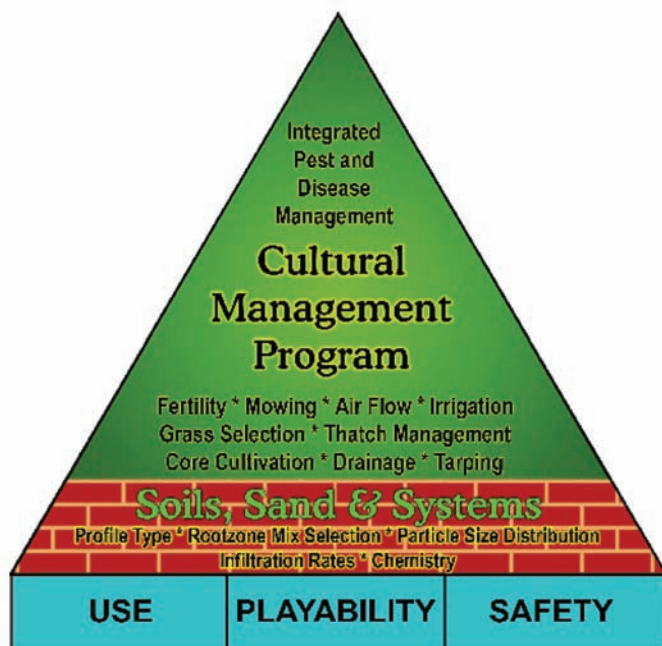 Integrated
Pest and
Disease
Management
Cultural
Management
Program
Fertility * Mowing * Air Flow * Irrigation
Grass Selection * Thatch Management
Core Cultivation * Drainage * Tarping
Soils, Sand & Systems
Profile Type * Rootzone Mix Selection * Particle Size Distribution
Infiltration Rates * Chemistry
USE PLAYABILITY SAFETY